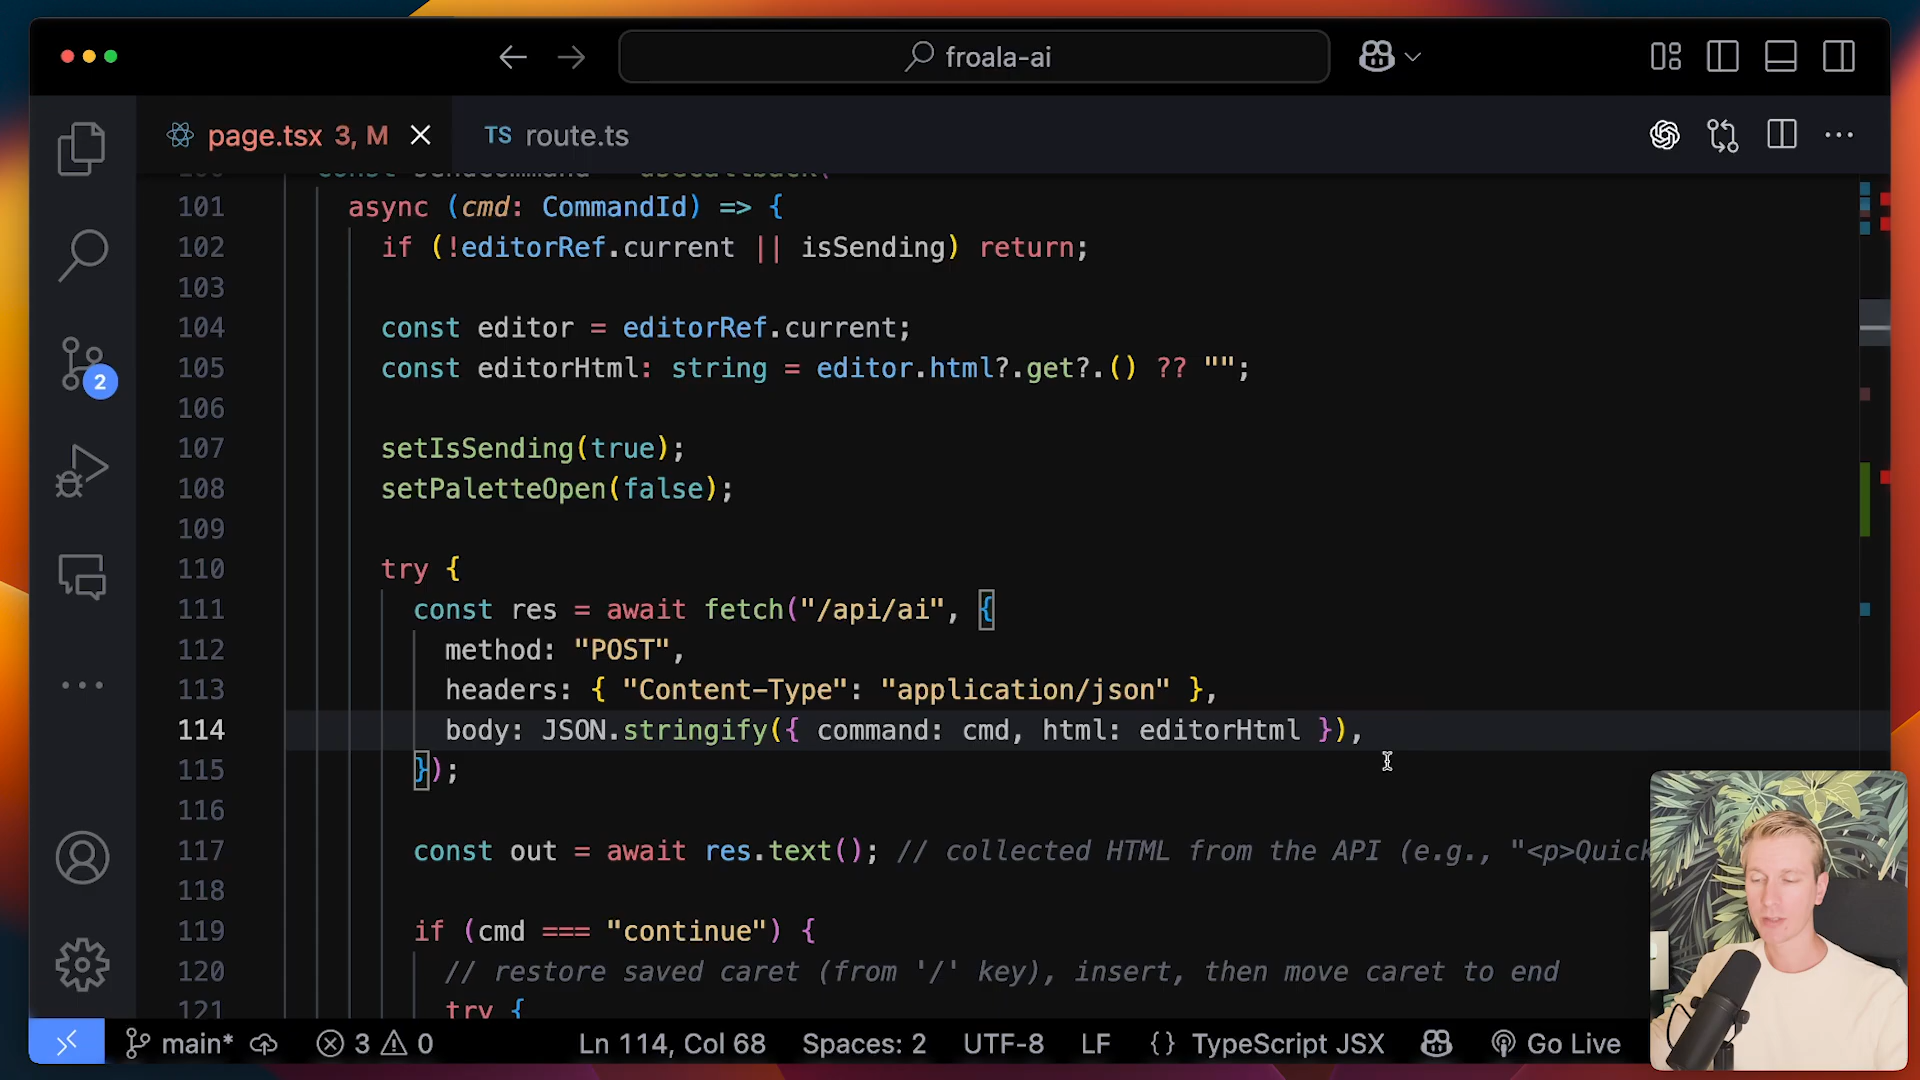 froala-ai
page.tsx 3, M
TS route.ts
101 async (cmd: CommandId) => {
102 if (!editorRef.current || isSending) return;
103
104 const editor = editorRef.current;
105 const editorHtml: string = editor.html?.get?.() ?? "";
106
107 setIsSending(true);
108 setPaletteOpen(false);
109
110 try {
111 const res = await fetch("/api/ai", {
112 method: "POST",
113 headers: { "Content-Type": "application/json" },
114 body: JSON.stringify({ command: cmd, html: editorHtml }),
115 });
116
117 const out = await res.text(); // collected HTML from the API (e.g., "<p>Quick
118
119 if (cmd === "continue") {
120 // restore saved caret (from '/' key), insert, then move caret to end
121 try {
2
main* 3 0 Ln 114, Col 68 Spaces: 2 UTF-8 LF {} TypeScript JSX Go Live